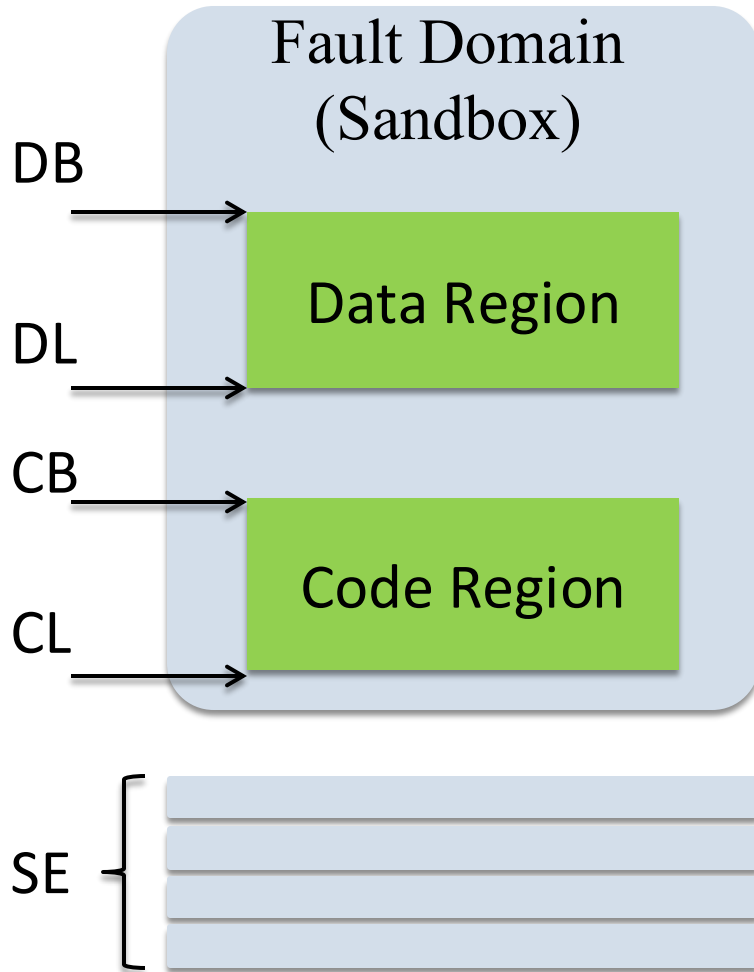 Fault Domain
(Sandbox)
DB
Data Region
DL
CB
Code Region
CL
SE